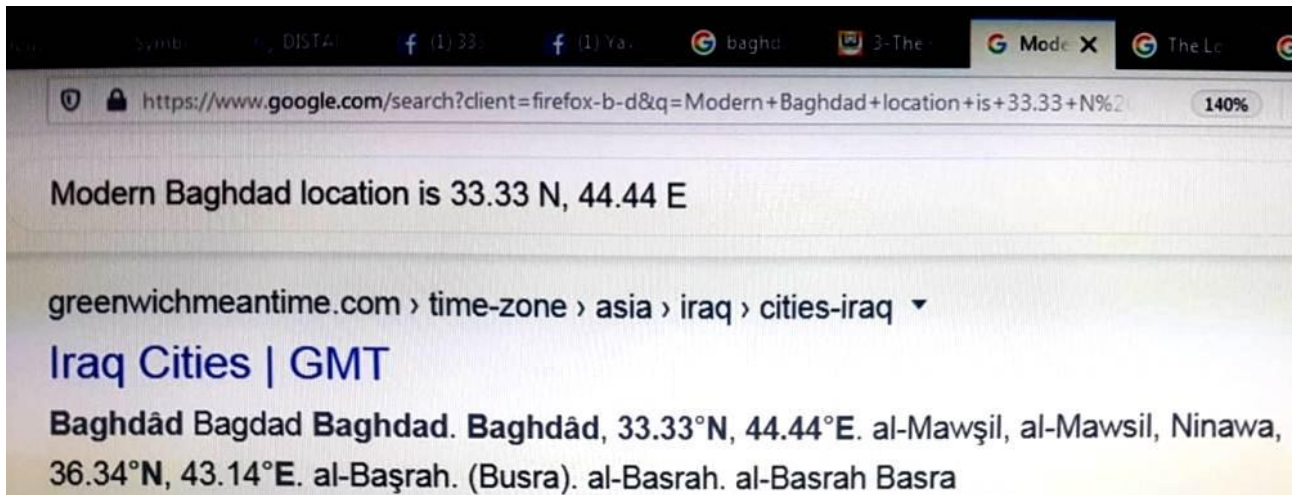 Symb DISTA (1) 33 (1) Ya. baghd 3-The Mode The Lo
https://www.google.com/search?client=firefox-b-d&q=Modern+Baghdad+location+is+33.33+N%2 140%
Modern Baghdad location is 33.33 N, 44.44 E
greenwichmeantime.com › time-zone › asia › iraq › cities-iraq
Iraq Cities | GMT
Baghdâd Bagdad Baghdad. Baghdâd, 33.33°N, 44.44°E. al-Mawşil, al-Mawsil, Ninawa,
36.34°N, 43.14°E. al-Başrah. (Busra). al-Basrah. al-Basrah Basra